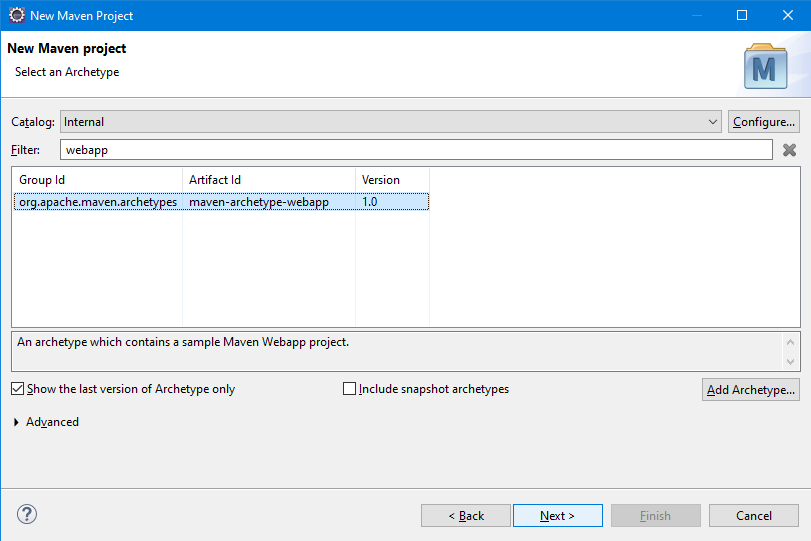 New Maven Project
New Maven project
Select an Archetype
M
Catalog: Internal Configure...
Filter: webapp
Group Id Artifact Id Version
org.apache.maven.archetypes maven-archetype-webapp 1.0
An archetype which contains a sample Maven Webapp project.
Show the last version of Archetype only Include snapshot archetypes Add Archetype...
Advanced
? < Back Next > Finish Cancel